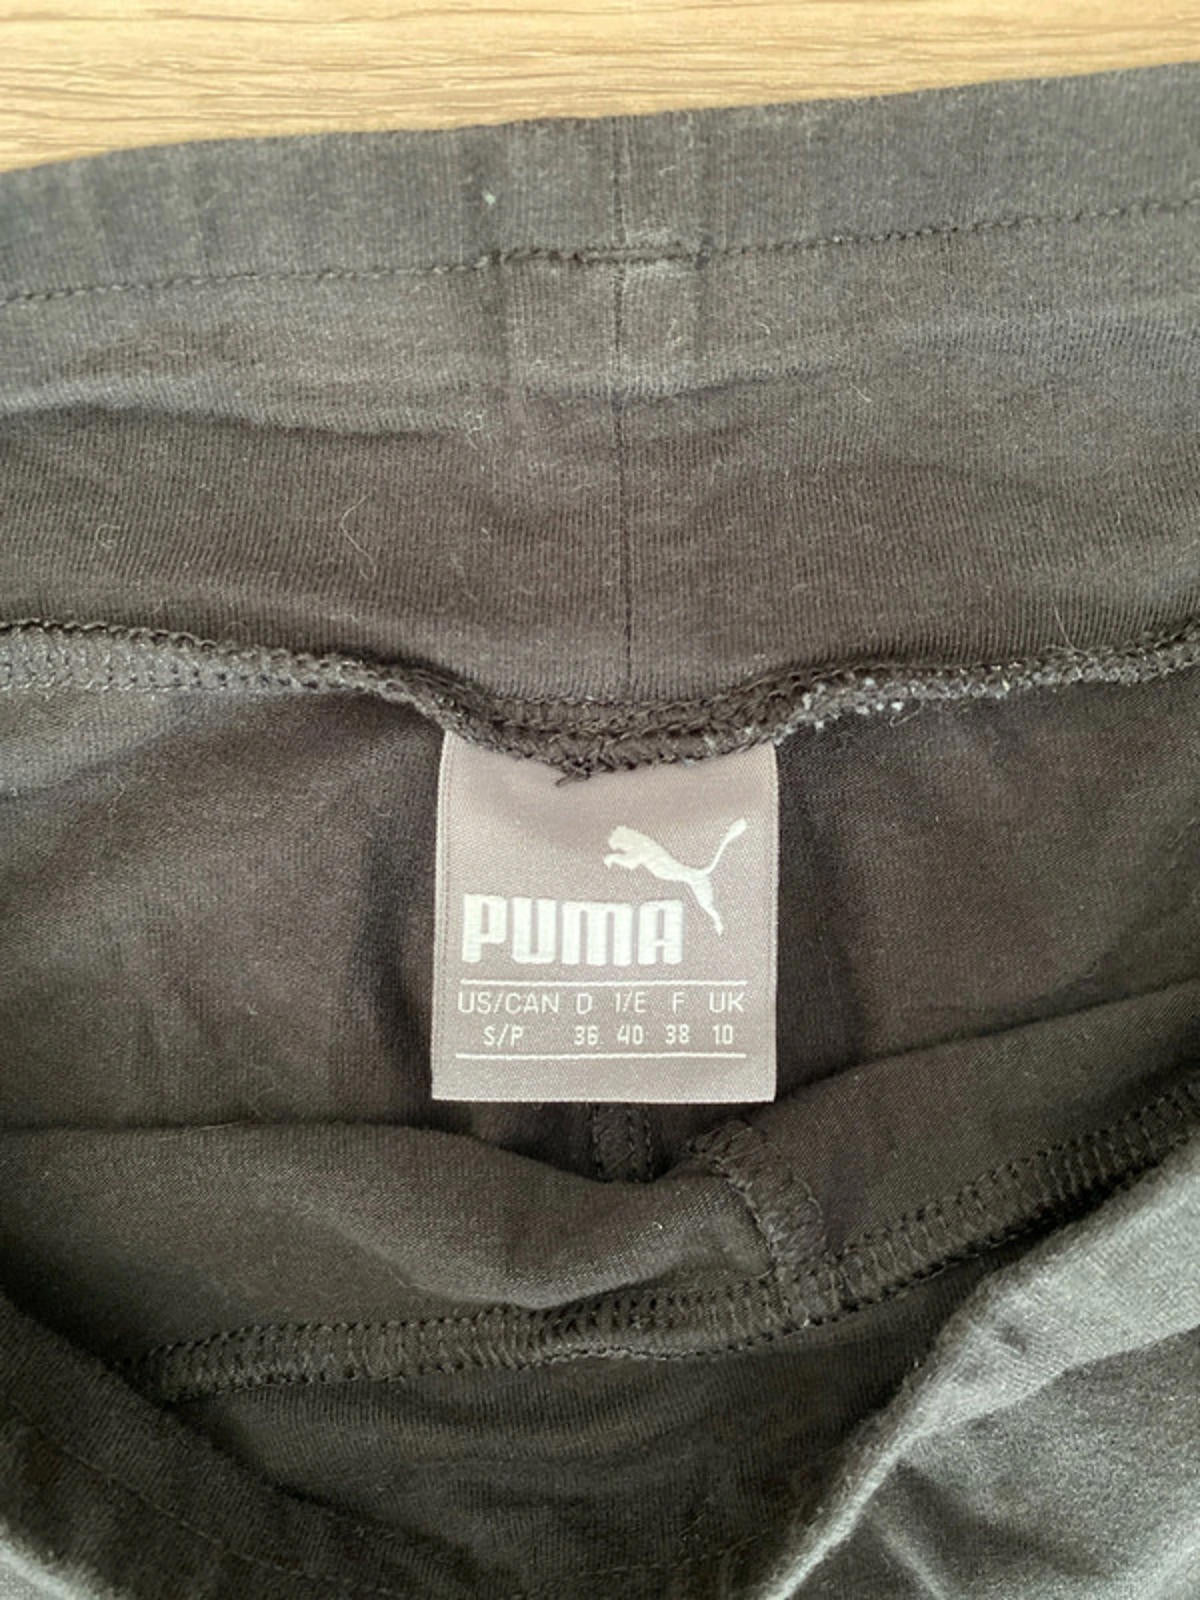 PUMA
US/CAN D I/E F UK
S/P 36 40 38 10